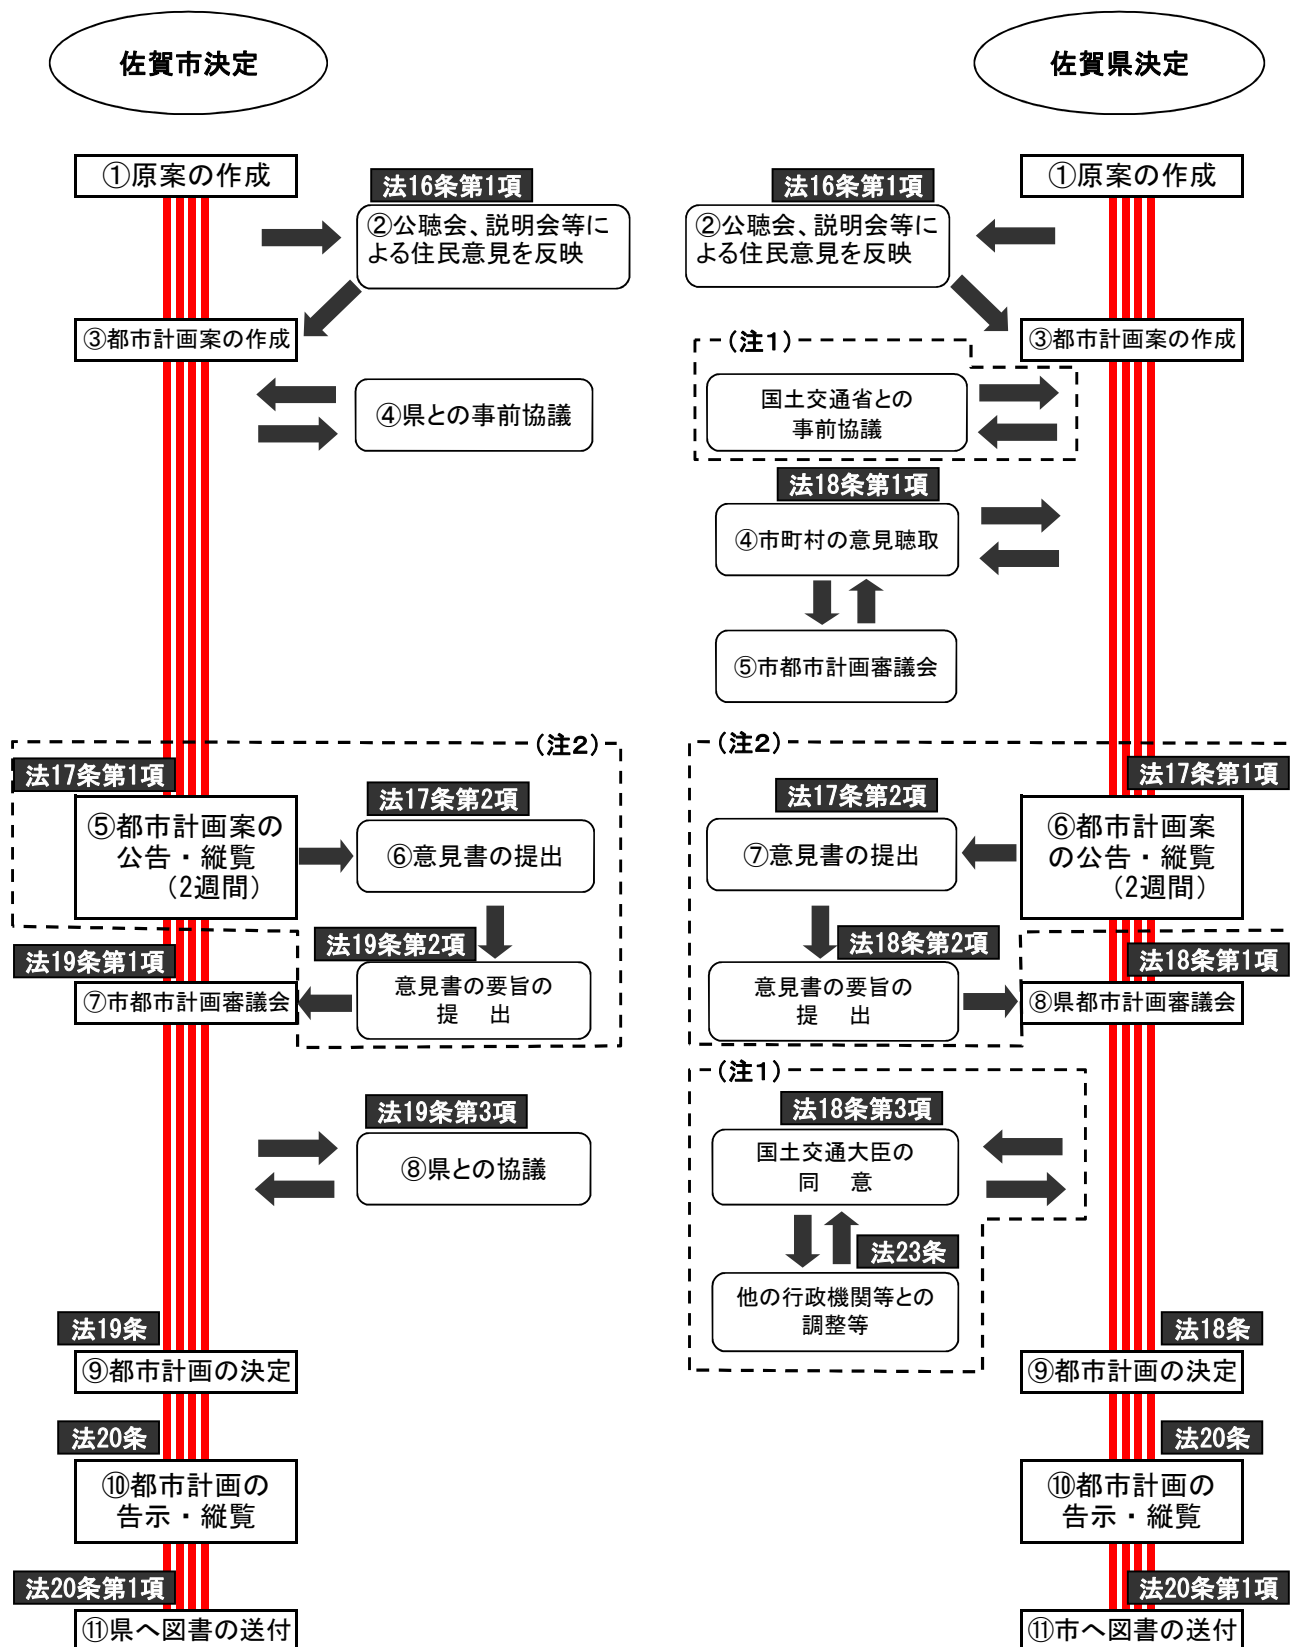 佐賀市決定
①原案の作成
法16条第1項
②公聴会、説明会等に
よる住民意見を反映
③都市計画案の作成
④県との事前協議
(注2)
法17条第1項
⑤都市計画案の
公告・縦覧
(2週間)
法17条第2項
⑥意見書の提出
法19条第2項
意見書の要旨の
提 出
法19条第1項
⑦市都市計画審議会
法19条第3項
⑧県との協議
法19条
⑨都市計画の決定
法20条
⑩都市計画の
告示・縦覧
法20条第1項
⑪県へ図書の送付
佐賀県決定
①原案の作成
法16条第1項
②公聴会、説明会等に
よる住民意見を反映
③都市計画案の作成
(注1)
国土交通省との
事前協議
法18条第1項
④市町村の意見聴取
⑤市都市計画審議会
(注2)
法17条第1項
⑥都市計画案
の公告・縦覧
(2週間)
法17条第2項
⑦意見書の提出
法18条第2項
意見書の要旨の
提 出
法18条第1項
⑧県都市計画審議会
(注1)
法18条第3項
国土交通大臣の
同 意
法23条
他の行政機関等との
調整等
法18条
⑨都市計画の決定
法20条
⑩都市計画の
告示・縦覧
法20条第1項
⑪市へ図書の送付